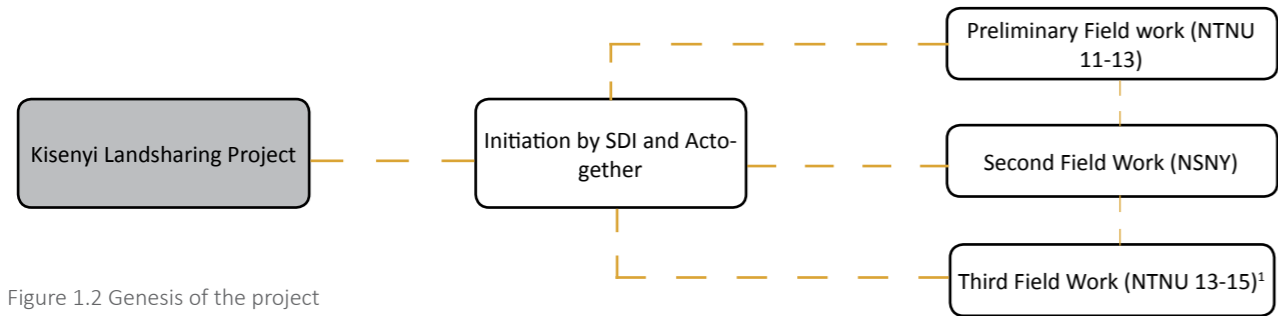 Preliminary Field work (NTNU
11-13)
Kisenyi Landsharing Project
Initiation by SDI and Acto-
gether
Second Field Work (NSNY)
Third Field Work (NTNU 13-15)¹
Figure 1.2 Genesis of the project